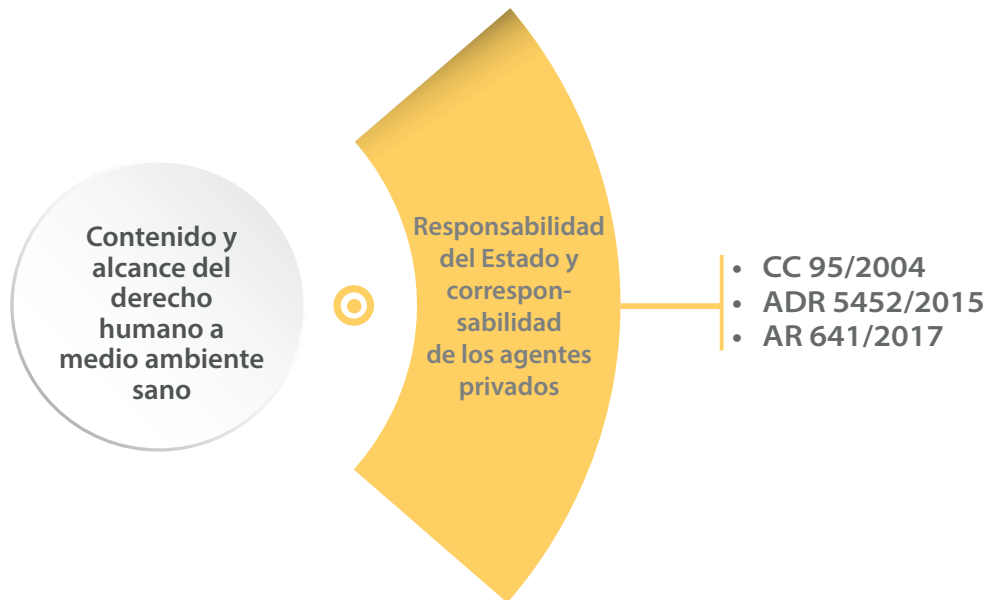 Contenido y
alcance del
derecho
humano a
medio ambiente
sano
Responsabilidad
del Estado y
correspon-
sabilidad
de los agentes
privados
• CC 95/2004
• ADR 5452/2015
• AR 641/2017